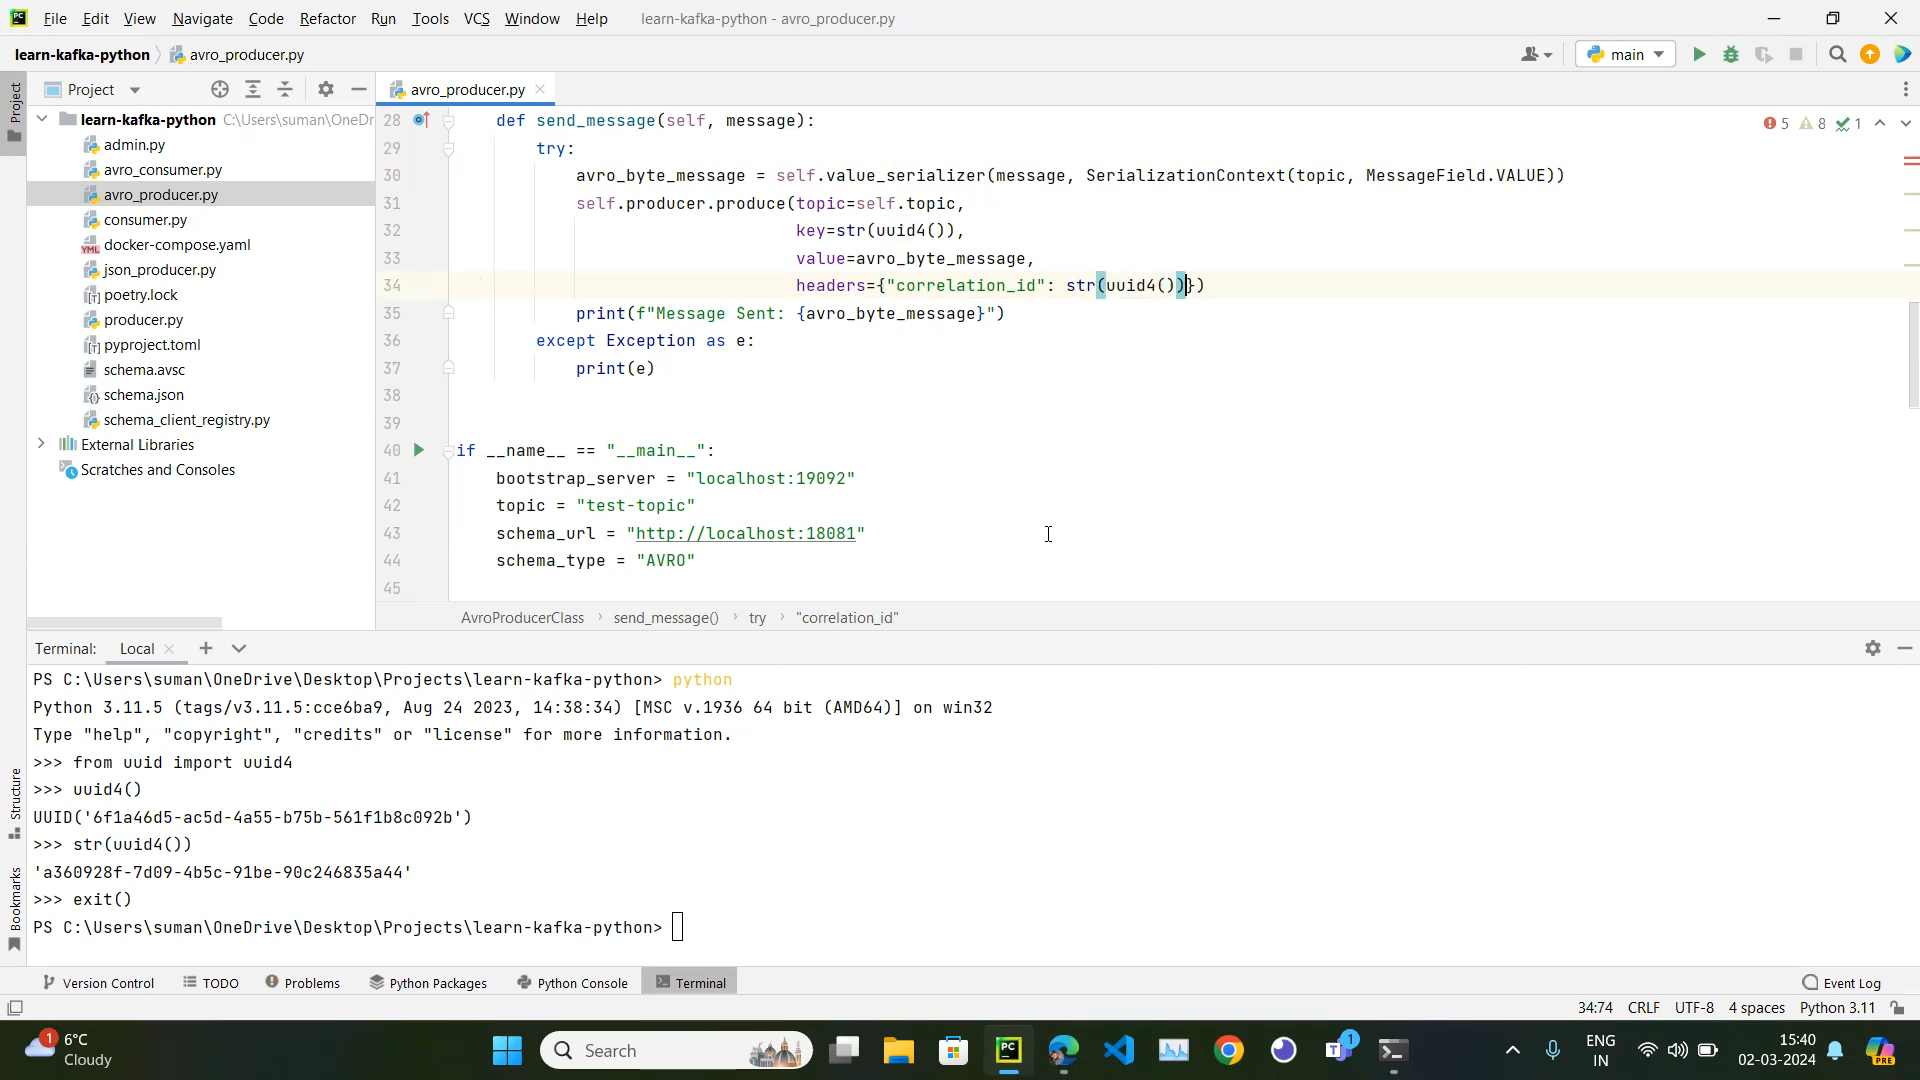 PC File Edit View Navigate Code Refactor Run Tools VCS Window Help learn-kafka-python - avro_producer.py
learn-kafka-python avro_producer.py main
Project avro_producer.py
learn-kafka-python C:\Users\suman\OneDr
admin.py
avro_consumer.py
avro_producer.py
consumer.py
docker-compose.yaml
json_producer.py
poetry.lock
producer.py
pyproject.toml
schema.avsc
schema.json
schema_client_registry.py
External Libraries
Scratches and Consoles
Project
Structure
Bookmarks
5 8 1
28 def send_message(self, message):
29 try:
30 avro_byte_message = self.value_serializer(message, SerializationContext(topic, MessageField.VALUE))
31 self.producer.produce(topic=self.topic,
32 key=str(uuid4()),
33 value=avro_byte_message,
34 headers={"correlation_id": str(uuid4())})
35 print(f"Message Sent: {avro_byte_message}")
36 except Exception as e:
37 print(e)
38
39
40 if __name__ == "__main__":
41 bootstrap_server = "localhost:19092"
42 topic = "test-topic"
43 schema_url = "http://localhost:18081"
44 schema_type = "AVRO"
45
AvroProducerClass send_message() try "correlation_id"
Terminal: Local
PS C:\Users\suman\OneDrive\Desktop\Projects\learn-kafka-python> python
Python 3.11.5 (tags/v3.11.5:cce6ba9, Aug 24 2023, 14:38:34) [MSC v.1936 64 bit (AMD64)] on win32
Type "help", "copyright", "credits" or "license" for more information.
>>> from uuid import uuid4
>>> uuid4()
UUID('6f1a46d5-ac5d-4a55-b75b-561f1b8c092b')
>>> str(uuid4())
'a360928f-7d09-4b5c-91be-90c246835a44'
>>> exit()
PS C:\Users\suman\OneDrive\Desktop\Projects\learn-kafka-python>
Version Control TODO Problems Python Packages Python Console Terminal Event Log
34:74 CRLF UTF-8 4 spaces Python 3.11
1 6°C
Cloudy
Search
PC
1
ENG
IN
15:40
02-03-2024
PRE